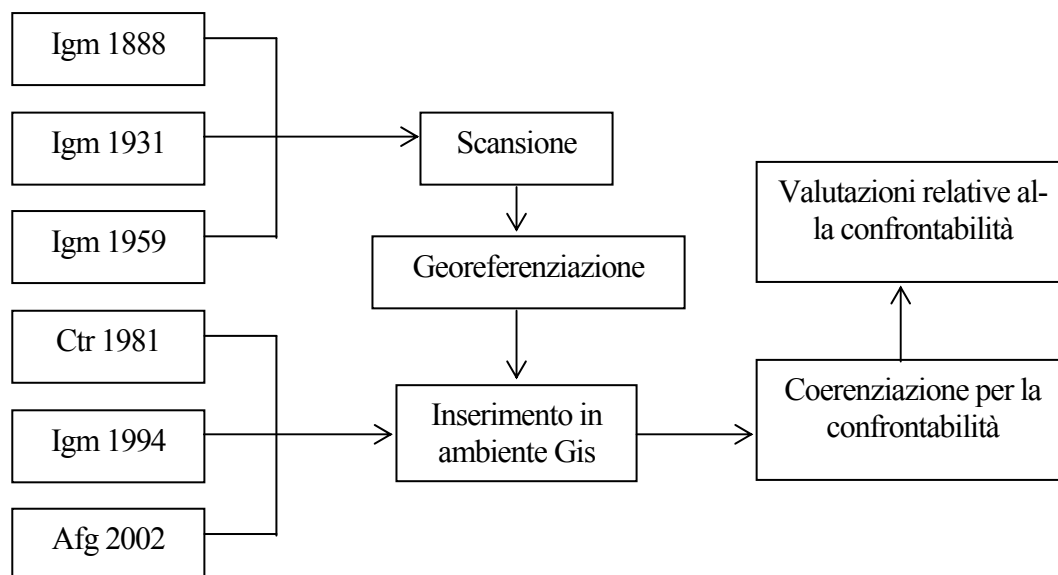 Igm 1888
Igm 1931
Igm 1959
Ctr 1981
Igm 1994
Afg 2002
Scansione
Georeferenziazione
Inserimento in
ambiente Gis
Valutazioni relative al-
la confrontabilità
Coerenziazione per la
confrontabilità